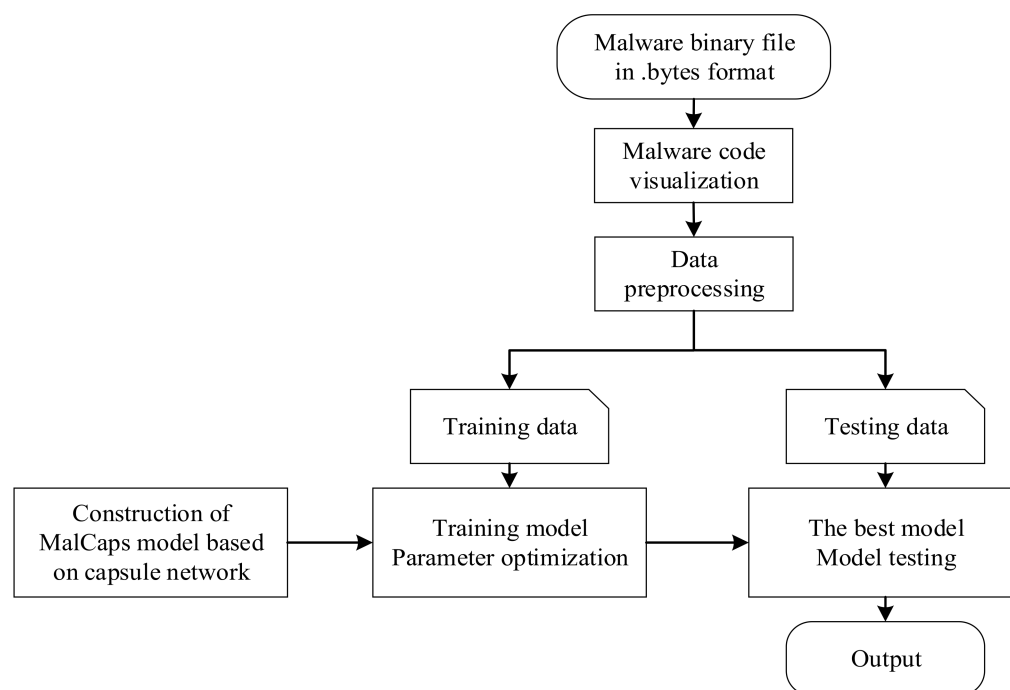 Malware binary file
in .bytes format
Malware code
visualization
Data
preprocessing
Training data
Testing data
Construction of
MalCaps model based
on capsule network
Training model
Parameter optimization
The best model
Model testing
Output